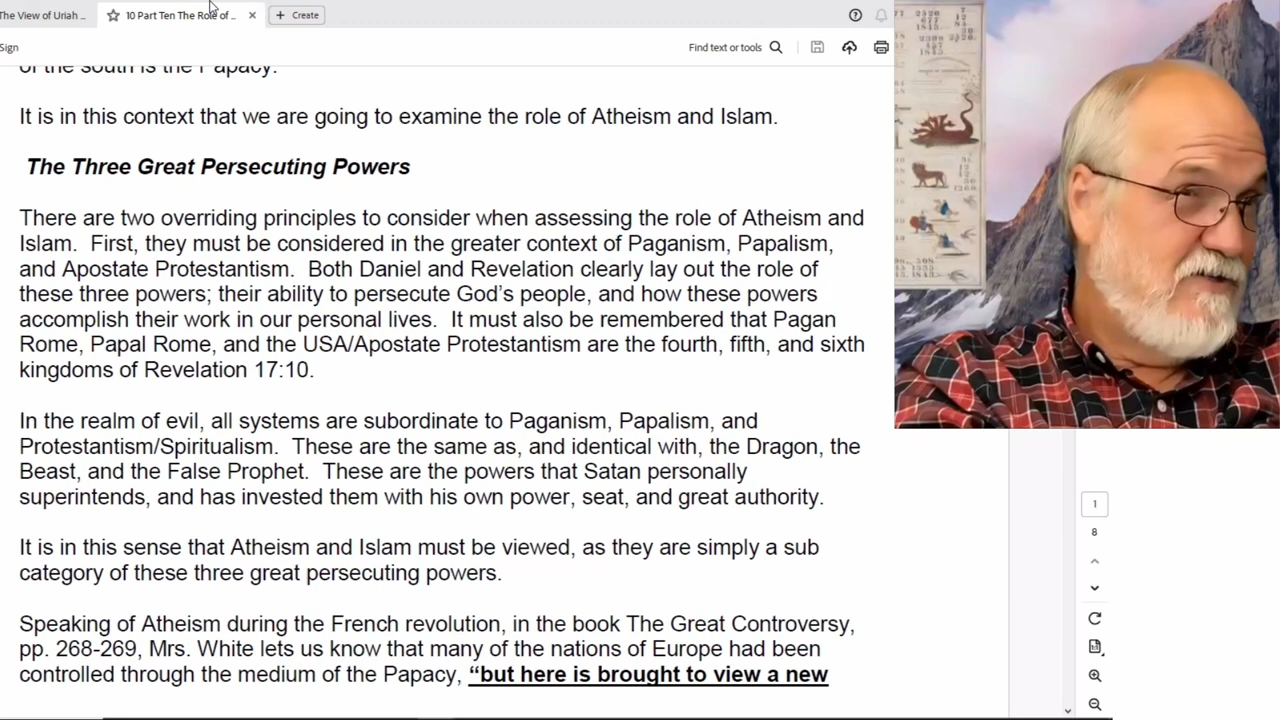 The View of Uriah ..
10 Part Ten The Role of ..
Create
Sign
Find text or tools
of the south is the Papacy.
It is in this context that we are going to examine the role of Atheism and Islam.
The Three Great Persecuting Powers
There are two overriding principles to consider when assessing the role of Atheism and
Islam. First, they must be considered in the greater context of Paganism, Papalism,
and Apostate Protestantism. Both Daniel and Revelation clearly lay out the role of
these three powers; their ability to persecute God's people, and how these powers
accomplish their work in our personal lives. It must also be remembered that Pagan
Rome, Papal Rome, and the USA/Apostate Protestantism are the fourth, fifth, and sixth
kingdoms of Revelation 17:10.
In the realm of evil, all systems are subordinate to Paganism, Papalism, and
Protestantism/Spiritualism. These are the same as, and identical with, the Dragon, the
Beast, and the False Prophet. These are the powers that Satan personally
superintends, and has invested them with his own power, seat, and great authority.
It is in this sense that Atheism and Islam must be viewed, as they are simply a sub
category of these three great persecuting powers.
Speaking of Atheism during the French revolution, in the book The Great Controversy,
pp. 268-269, Mrs. White lets us know that many of the nations of Europe had been
controlled through the medium of the Papacy, “but here is brought to view a new
1
8